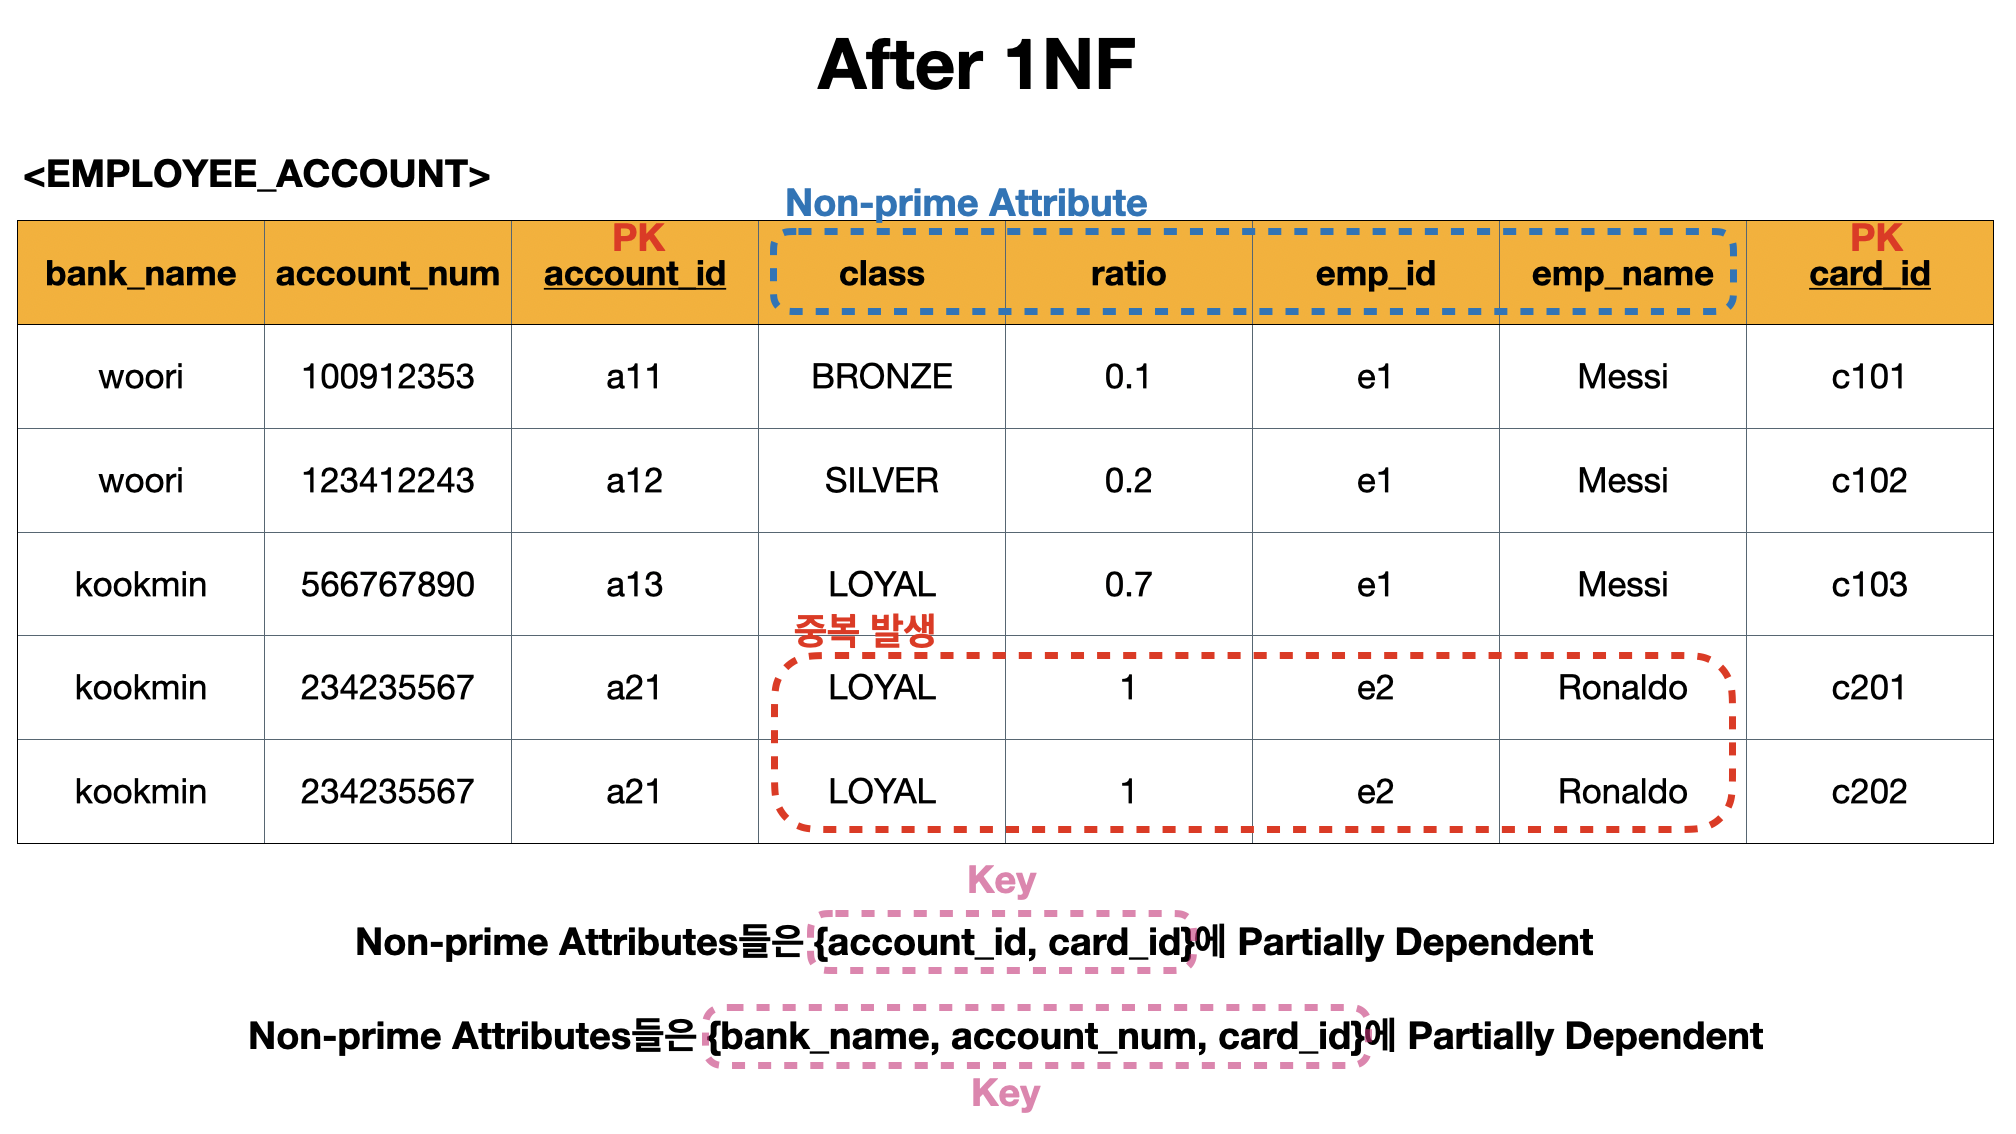 After 1NF
<EMPLOYEE_ACCOUNT>
Non-prime Attribute
PK PK
bank_name account_num account_id class ratio emp_id emp_name card_id
woori 100912353 a11 BRONZE 0.1 e1 Messi c101
woori 123412243 a12 SILVER 0.2 e1 Messi c102
kookmin 566767890 a13 LOYAL 0.7 e1 Messi c103
중복 발생
kookmin 234235567 a21 LOYAL 1 e2 Ronaldo c201
kookmin 234235567 a21 LOYAL 1 e2 Ronaldo c202
Key
Non-prime Attributes들은 {account_id, card_id}에 Partially Dependent
Non-prime Attributes들은 {bank_name, account_num, card_id}에 Partially Dependent
Key